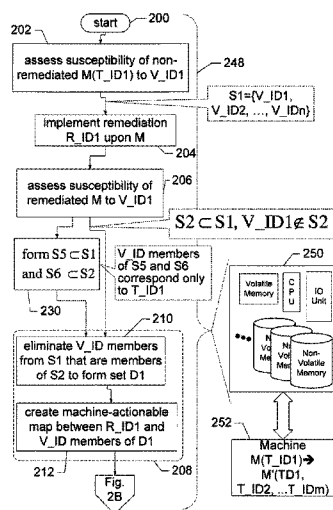 start
200
202
assess susceptibility of non-
remediated M(T_ID1) to V_ID1
248
S1={V_ID1,
V_ID2, ..., V_IDn}
implement remediation
R_ID1 upon M
204
assess susceptibility of
remediated M to V_ID1
206
S2 ⊂ S1, V_ID1∉ S2
form S5 ⊂ S1
and S6 ⊂ S2
230
V_ID members
of S5 and S6
correspond only
to T_ID1
250
Volatile
Memory
C
P
U
IO
Unit
Non-
Volatile
Memory
210
eliminate V_ID members
from S1 that are members
of S2 to form set D1
create machine-actionable
map between R_ID1 and
V_ID members of D1
212
208
252
Machine
M(T_ID1)➔
M'(TD1,
T_ID2, ...T_IDm)
Fig.
2B